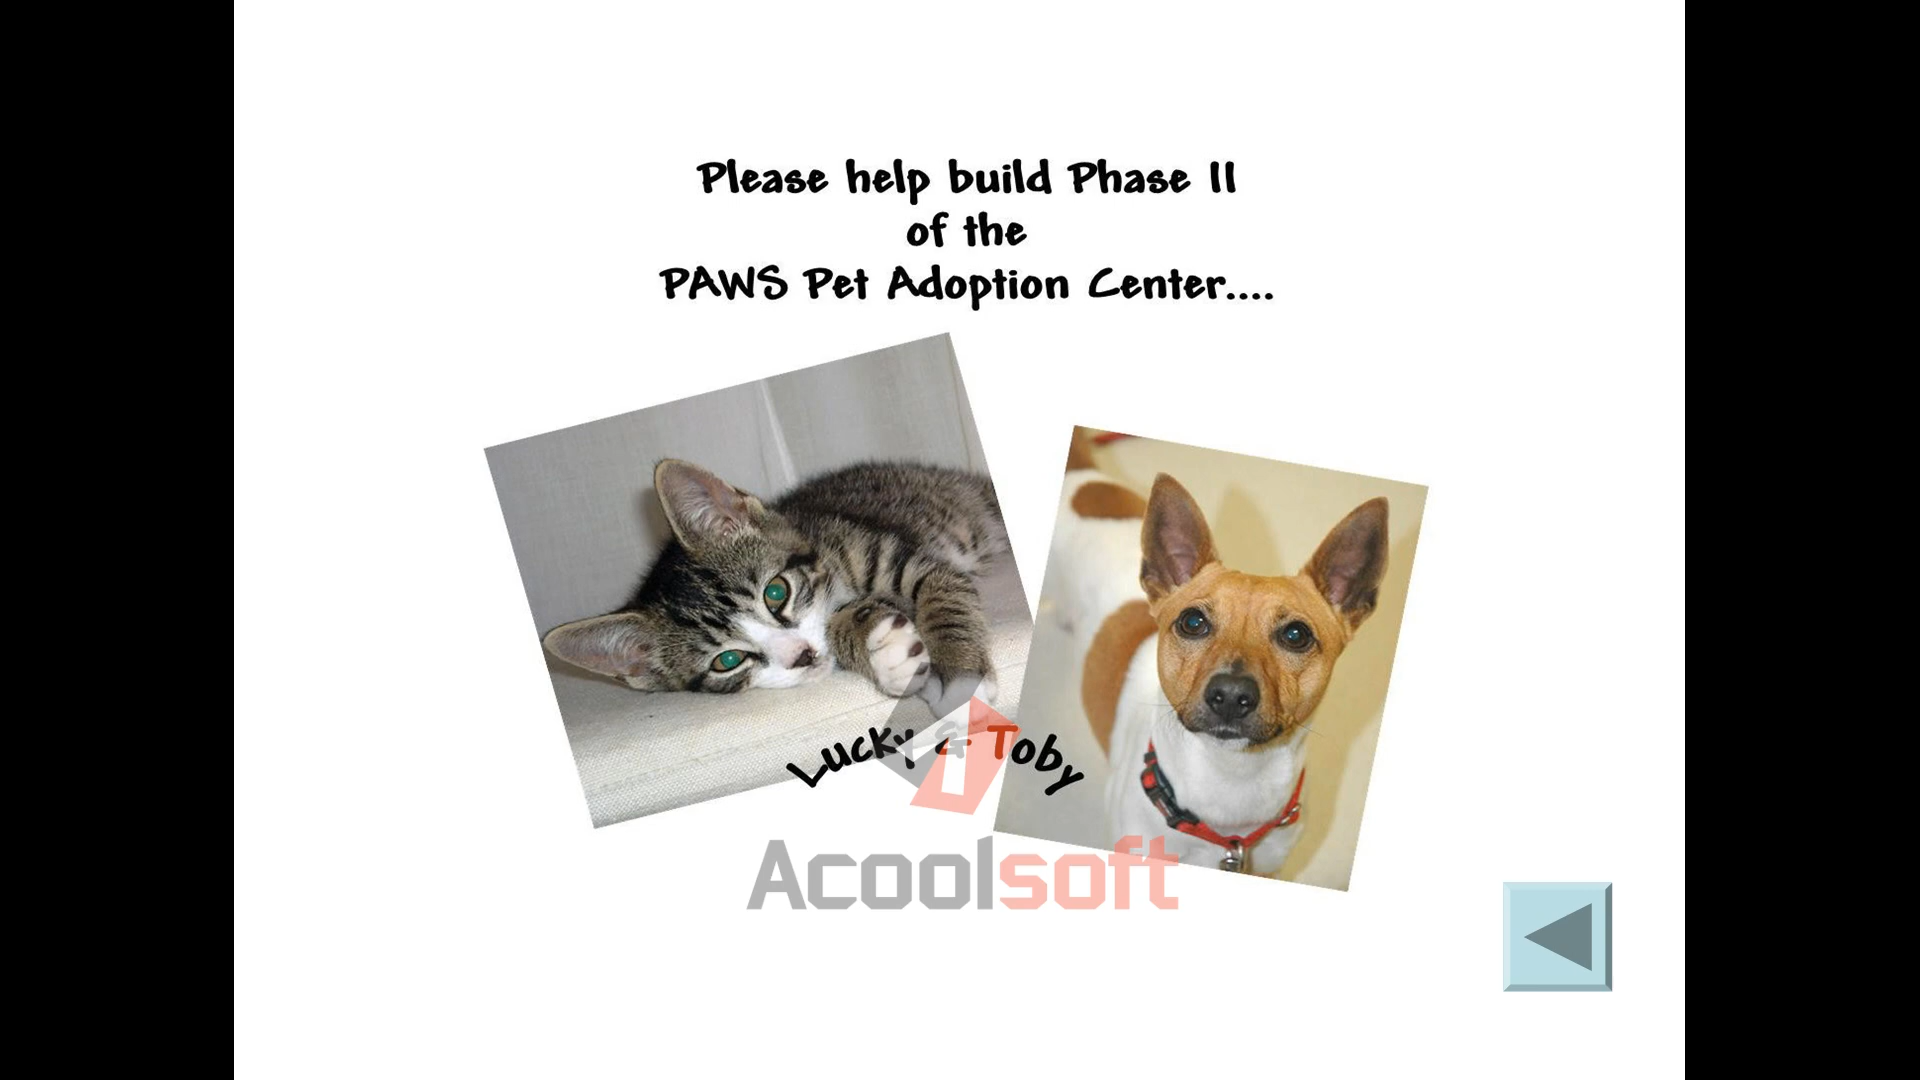 Please help build Phase II
of the
PAWS Pet Adoption Center....
Lucky & Toby
Acoolsoft